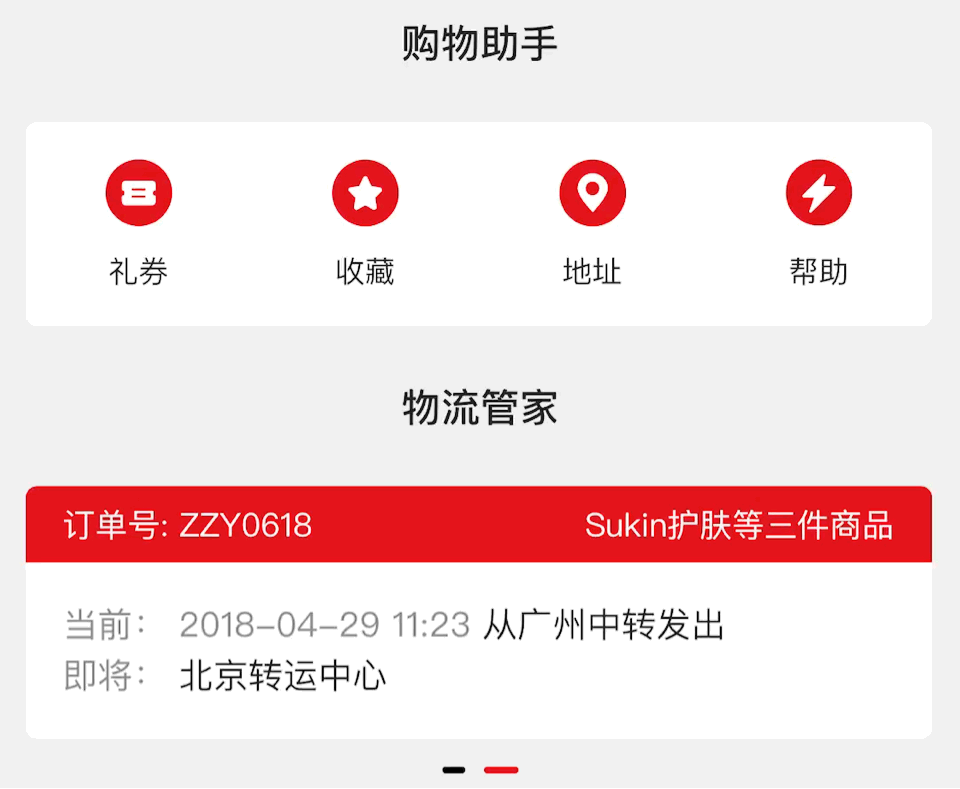 购物助手
礼券
收藏
地址
帮助
物流管家
订单号: ZZY0618
Sukin护肤等三件商品
当前： 2018-04-29 11:23 从广州中转发出
即将： 北京转运中心